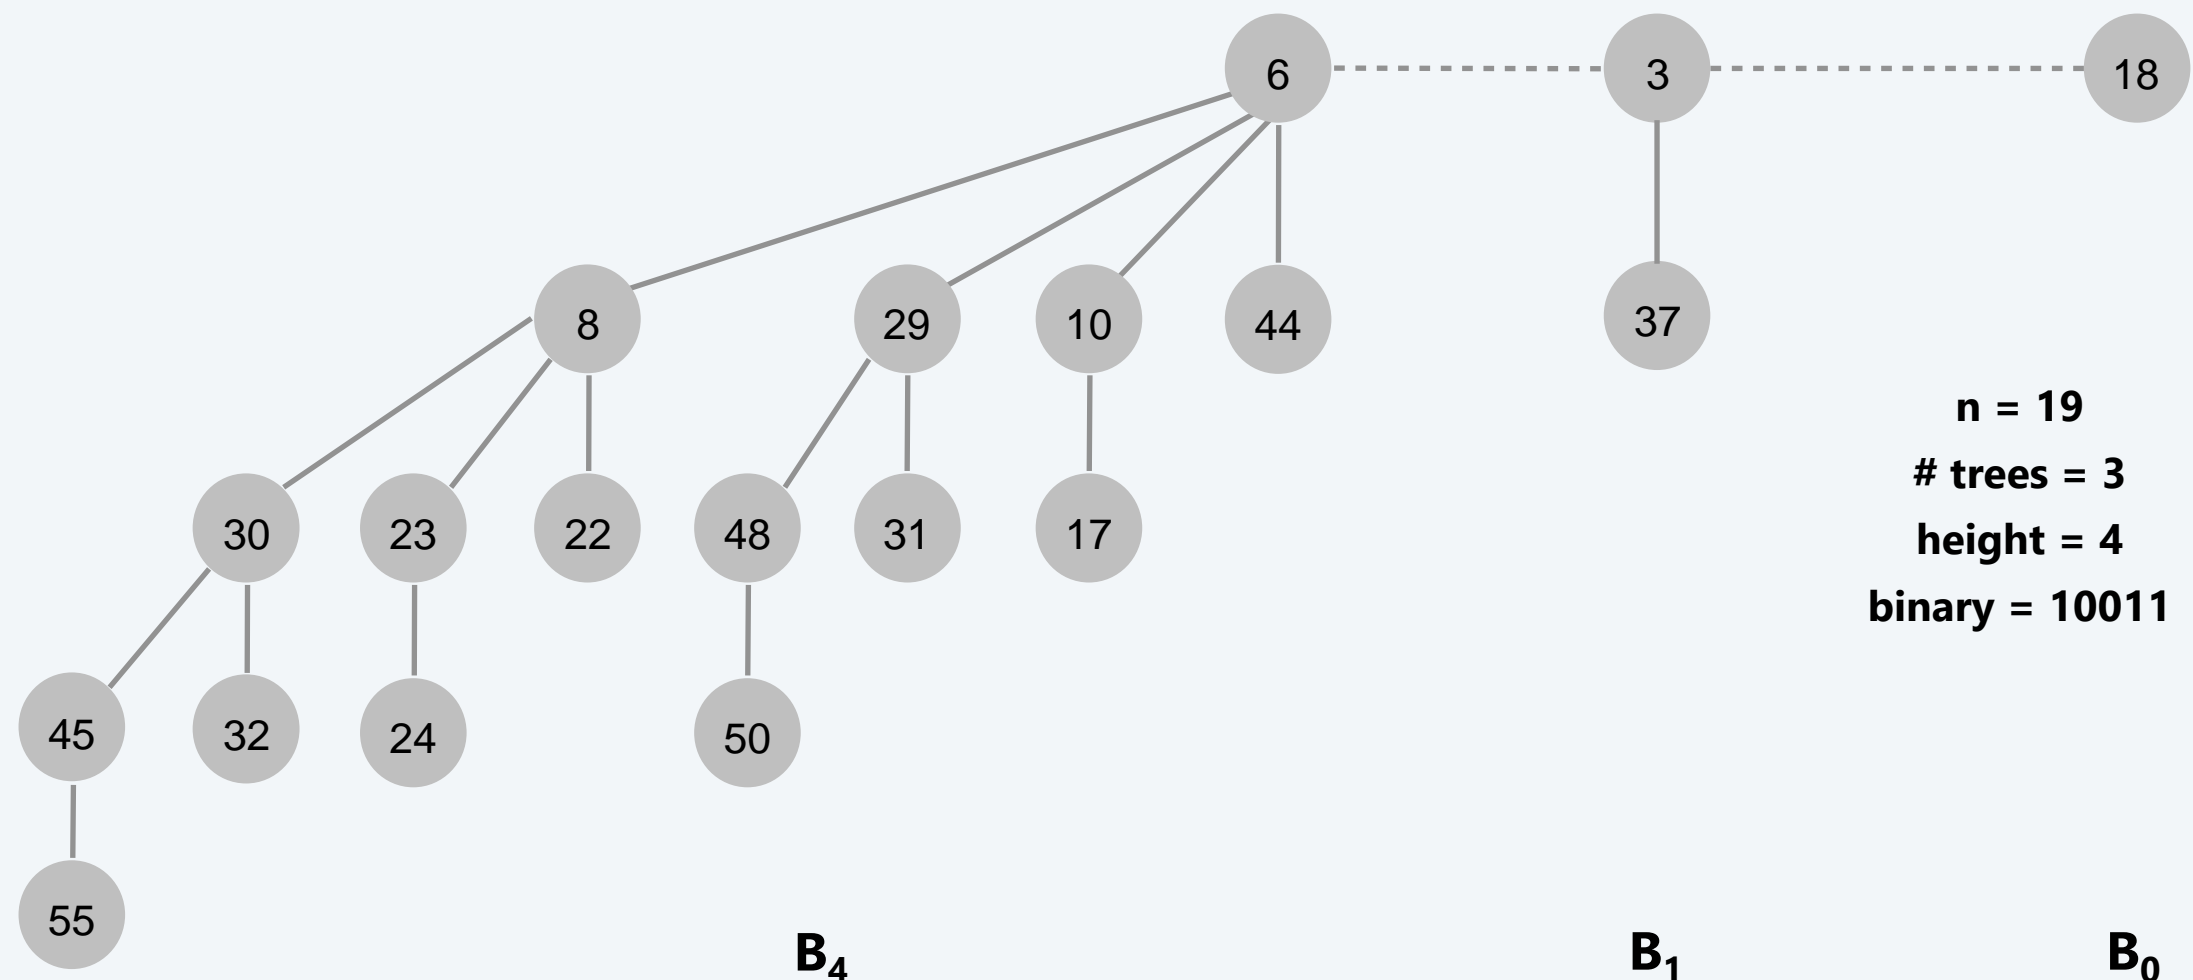 6 3 18
8 29 10 44 37
n = 19
# trees = 3
30 23 22 48 31 17
height = 4
binary = 10011
45 32 24 50
55
B₄ B₁ B₀